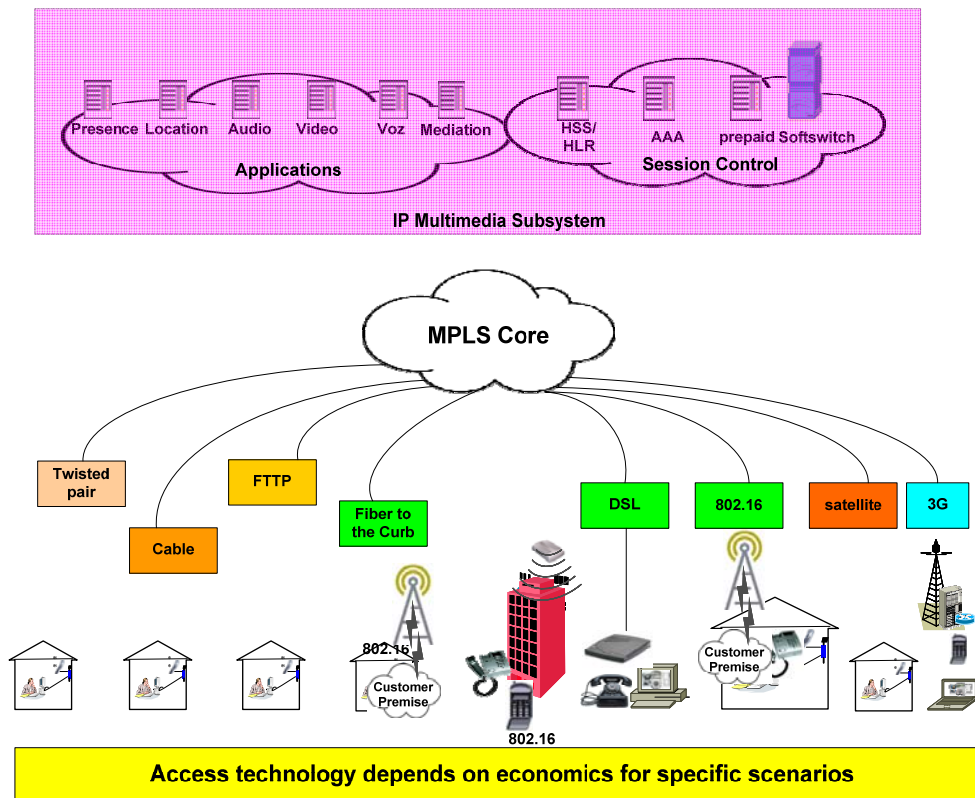 Presence Location Audio Video Voz Mediation
HSS/
HLR
AAA
prepaid Softswitch
Applications
Session Control
IP Multimedia Subsystem
MPLS Core
Twisted
pair
Cable
FTTP
Fiber to
the Curb
DSL
802.16
satellite
3G
802.16
Customer
Premise
802.16
Customer
Premise
Access technology depends on economics for specific scenarios